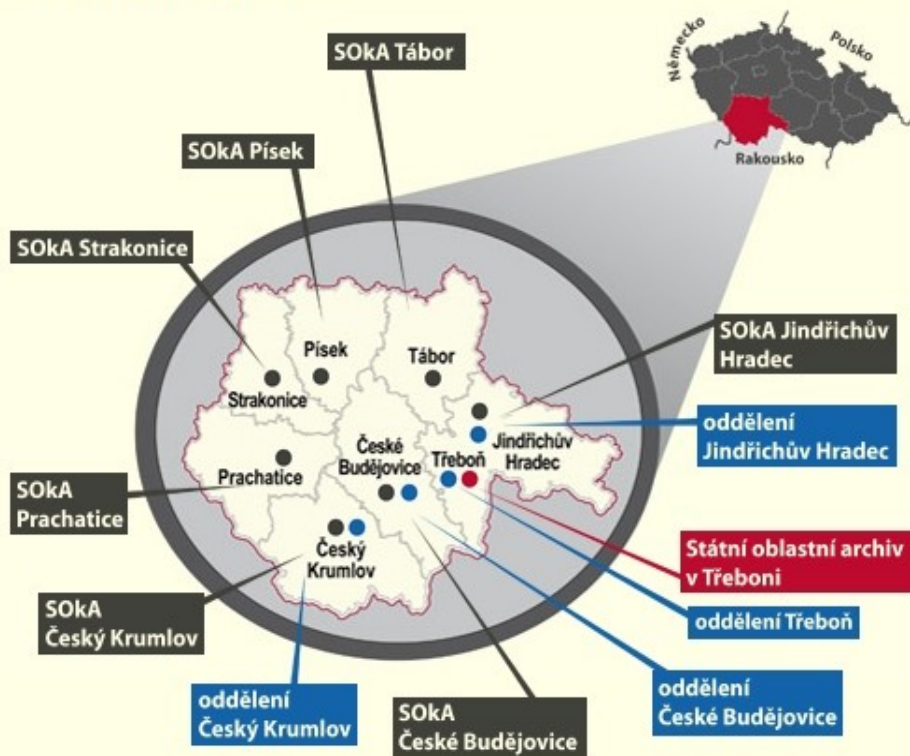 Německo
Polsko
Rakousko
SOkA Tábor
SOkA Písek
SOkA Strakonice
SOkA Jindřichův
Hradec
oddělení
Jindřichův Hradec
Písek
Tábor
Strakonice
Jindřichův
Hradec
České
Budějovice
Třeboň
Prachatice
Český
Krumlov
SOkA
Prachatice
Státní oblastní archiv
v Třeboni
SOkA
Český Krumlov
oddělení Třeboň
oddělení
Český Krumlov
SOkA
České Budějovice
oddělení
České Budějovice